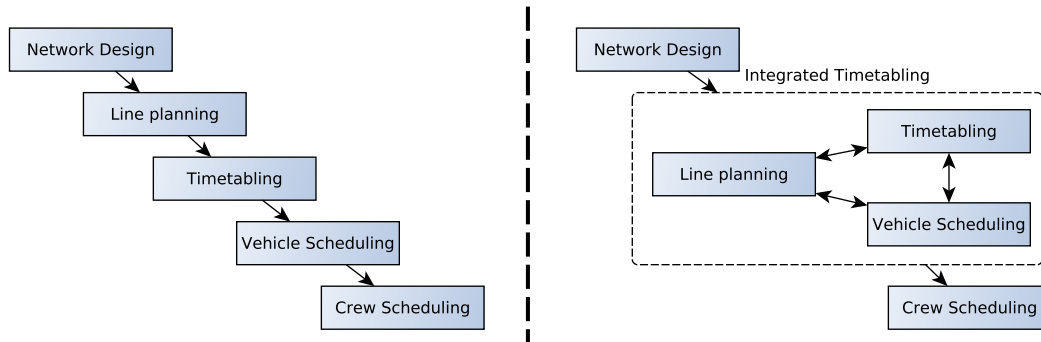 Network Design
Line planning
Timetabling
Vehicle Scheduling
Crew Scheduling
Network Design
Integrated Timetabling
Timetabling
Line planning
Vehicle Scheduling
Crew Scheduling